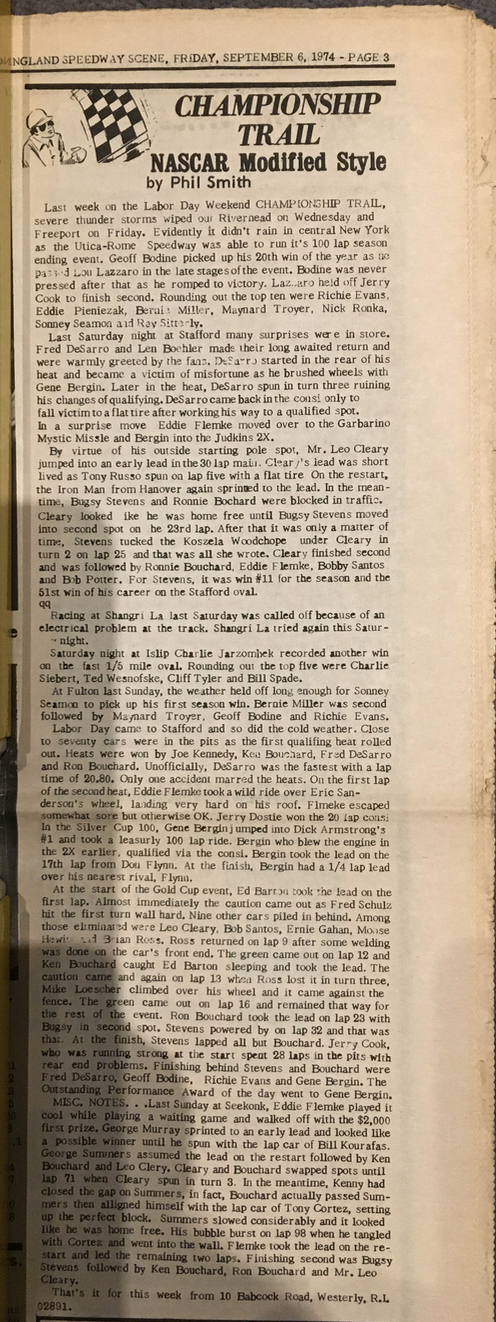 NGLAND SPEEDWAY SCENE, FRIDAY, SEPTEMBER 6, 1974 - PAGE 3
CHAMPIONSHIP
TRAIL
NASCAR Modified Style
by Phil Smith
Last week on the Labor Day Weekend CHAMPIONSHIP TRAIL,
severe thunder storms wiped out Riverhead on Wednesday and
Freeport on Friday. Evidently it didn't rain in central New York
as the Utica-Rome Speedway was able to run it's 100 lap season
ending event. Geof Bodine picked up his 20th win of the year as he
passed Lou Lazzaro in the late stages of the event. Bodine was never
pressed after that as he romped to victory. Lazzaro held off Jerry
Cook to finish second. Rounding out the top ten were Richie Evans,
Eddie Pieniezak, Bernie Miller, Maynard Troyer, Nick Ronka,
Sonney Seamon and Ray Sitterly.
Last Saturday night at Stafford many surprises were in store.
Fred DeSarro and Len Boehler made their long awaited return and
were warmly greeted by the fans. DeSarro started in the rear of his
heat and became a victim of misfortune as he brushed wheels with
Gene Bergin. Later in the heat, DeSarro spun in turn three ruining
his changes of qualifying. DeSarro came back in the consi only to
fall victim to a flat tire after working his way to a qualified spot.
In a surprise move Eddie Flemke moved over to the Garbarino
Mystic Missle and Bergin into the Judkins 2X.
By virtue of his outside starting pole spot, Mr. Leo Cleary
jumped into an early lead in the 30 lap main. Cleary's lead was short
lived as Tony Russo spun on lap five with a flat tire On the restart,
the Iron Man from Hanover again sprinted to the lead. In the mean-
time, Bugsy Stevens and Ronnie Bochard were blocked in traffic.
Cleary looked ike he was home free until Bugsy Stevens moved
into second spot on he 23rd lap. After that it was only a matter of
time, Stevens tucked the Koszela Woodchope under Cleary in
turn 2 on lap 25 and that was all she wrote. Cleary finished second
and was followed by Ronnie Bouchard, Eddie Flemke, Bobby Santos
and Bob Potter. For Stevens, it was win #11 for the season and the
51st win of his career on the Stafford oval.
qq
Racing at Shangri La last Saturday was called off because of an
electrical problem at the track. Shangri La tried again this Satur-
night.
Saturday night at Islip Charlie Jarzombek recorded another win
on the fast 1/5 mile oval. Rounding out the top five were Charlie
Siebert, Ted Wesnofske, Cliff Tyler and Bill Spade.
At Fulton last Sunday, the weather held off long enough for Sonney
Seamon to pick up his first season win. Bernie Miller was second
followed by Maynard Troyer, Geoff Bodine and Richie Evans.
Labor Day came to Stafford and so did the cold weather. Close
to seventy cars were in the pits as the first qualifing heat rolled
out. Heats were won by Joe Kennedy, Ken Bouchard, Fred DeSarro
and Ron Bouchard. Unofficially, DeSarro was the fastest with a lap
time of 20.80. Only one accident marred the heats. On the first lap
of the second heat, Eddie Flemke took a wild ride over Eric San-
derson's wheel, landing very hard on his roof. Flmeke escaped
somewhat sore but otherwise OK. Jerry Dostie won the 20 lap consi
In the Silver Cup 100, Gene Bergin jumped into Dick Armstrong's
#1 and took a leasurly 100 lap ride. Bergin who blew the engine in
the 2X earlier, qualified via the consi. Bergin took the lead on the
17th lap from Don Flynn. At the finish, Bergin had a 1/4 lap lead
over his nearest rival, Flynn.
At the start of the Gold Cup event, Ed Barton took the lead on the
first lap. Almost immediately the caution came out as Fred Schulz
hit the first turn wall hard. Nine other cars piled in behind. Among
those eliminated were Leo Cleary, Bob Santos, Ernie Gahan, Moose
Hewitt and Brian Ross. Ross returned on lap 9 after some welding
was done on the car's front end. The green came out on lap 12 and
Ken Bouchard caught Ed Barton sleeping and took the lead. The
caution came and again on lap 13 when Ross lost it in turn three,
Mike Loescher climbed over his wheel and it came against the
fence. The green came out on lap 16 and remained that way for
the rest of the event. Ron Bouchard took the lead on lap 23 with
Bugsy in second spot. Stevens powered by on lap 32 and that was
that. At the finish, Stevens lapped all but Bouchard. Jerry Cook,
who was running strong at the start spent 28 laps in the pits with
rear end problems. Finishing behind Stevens and Bouchard were
Fred DeSarro, Geoff Bodine, Richie Evans and Gene Bergin. The
Outstanding Performance Award of the day went to Gene Bergin.
MISC. NOTES. . .Last Sunday at Seekonk, Eddie Flemke played it
cool while playing a waiting game and walked off with the $2,000
first prize. George Murray sprinted to an early lead and looked like
a possible winner until he spun with the lap car of Bill Kourafas.
George Summers assumed the lead on the restart followed by Ken
Bouchard and Leo Clery. Cleary and Bouchard swapped spots until
lap 71 when Cleary spun in turn 3. In the meantime, Kenny had
closed the gap on Summers, in fact, Bouchard actually passed Sum-
mers then alligned himself with the lap car of Tony Cortez, setting
up the perfect block. Summers slowed considerably and it looked
like he was home free. His bubble burst on lap 98 when he tangled
with Cortez and went into the wall. Flemke took the lead on the re-
start and led the remaining two laps. Finishing second was Bugsy
Stevens followed by Ken Bouchard, Ron Bouchard and Mr. Leo
Cleary.
That's it for this week from 10 Babcock Road, Westerly, R.I.
02891.